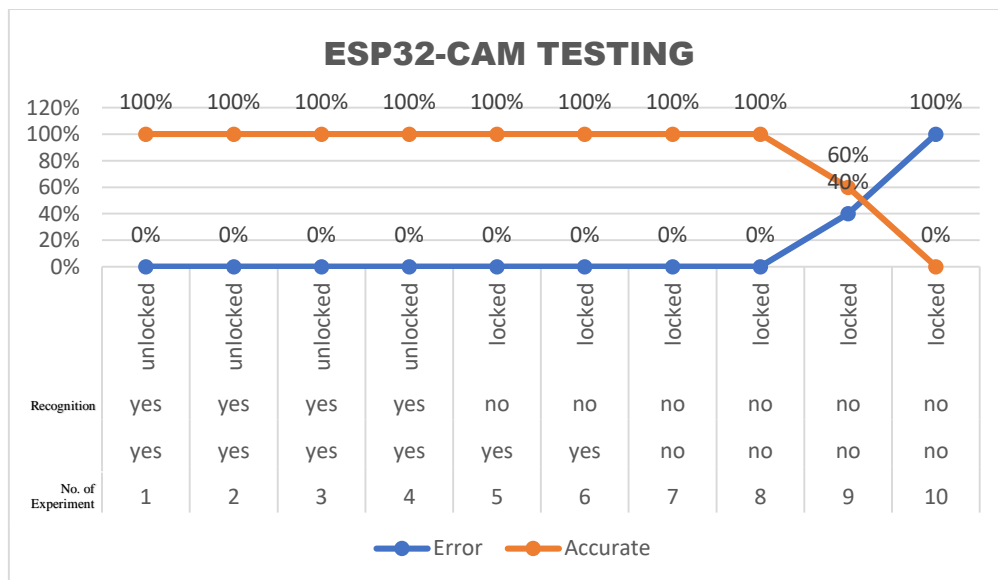 ESP32-CAM TESTING
100% 100% 100% 100% 100% 100% 100% 100% 100%
120%
100%
80%
60%
40%
20%
0%
60%
40%
0% 0% 0% 0% 0% 0% 0% 0% 0%
unlocked unlocked unlocked unlocked locked locked locked locked locked locked
Recognition yes yes yes yes no no no no no no
yes yes yes yes yes yes no no no no
No. of
Experiment 1 2 3 4 5 6 7 8 9 10
Error Accurate